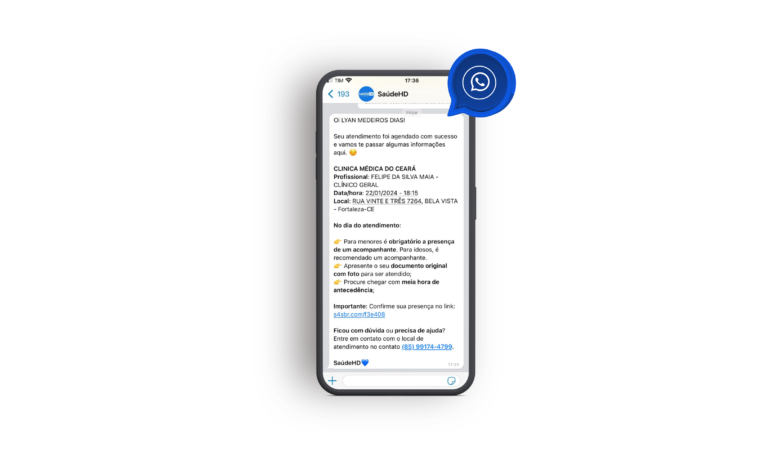 TIM 17:36
193 SaúdeHD
Oi LYAN MEDEIROS DIAS!
Seu atendimento foi agendado com sucesso
e vamos te passar algumas informações
aqui. 😊
CLINICA MÉDICA DO CEARÁ
Profissional: FELIPE DA SILVA MAIA -
CLÍNICO GERAL
Data/hora: 22/01/2024 - 18:15
Local: RUA VINTE E TRÊS 7264, BELA VISTA
- Fortaleza-CE
No dia do atendimento:
👉 Para menores é obrigatório a presença
de um acompanhante. Para idosos, é
recomendado um acompanhante.
👉 Apresente o seu documento original
com foto para ser atendido;
👉 Procure chegar com meia hora de
antecedência;
Importante: Confirme sua presença no link:
s4sbr.com/f3e408
Ficou com dúvida ou precisa de ajuda?
Entre em contato com o local de
atendimento no contato (85) 99174-4799.
SaúdeHD💙